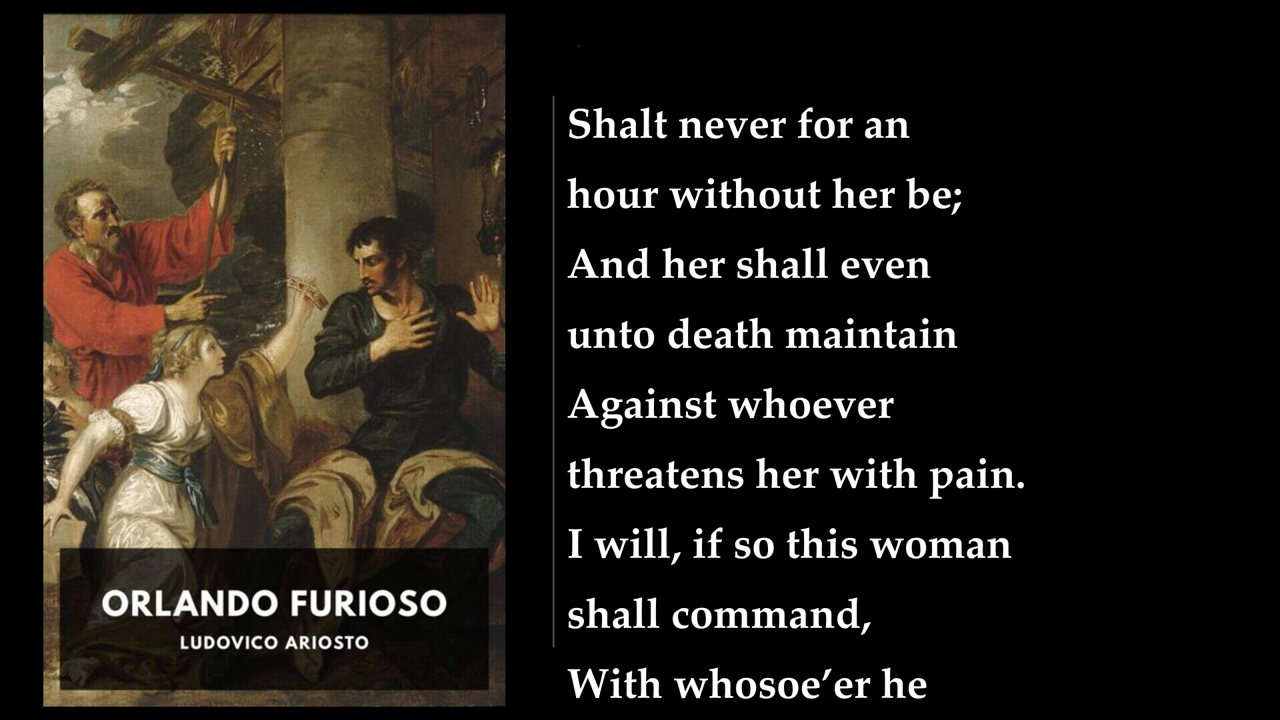 ORLANDO FURIOSO
LUDOVICO ARIOSTO
Shalt never for an
hour without her be;
And her shall even
unto death maintain
Against whoever
threatens her with pain.
I will, if so this woman
shall command,
With whosoe’er he